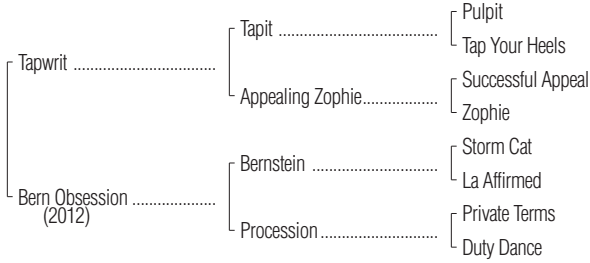 Pulpit
Tapit ................................................
Tap Your Heels
Tapwrit ..................................
Successful Appeal
Appealing Zophie......................
Zophie
Storm Cat
Bernstein ......................................
La Affirmed
Bern Obsession ....................
(2012)
Private Terms
Procession....................................
Duty Dance